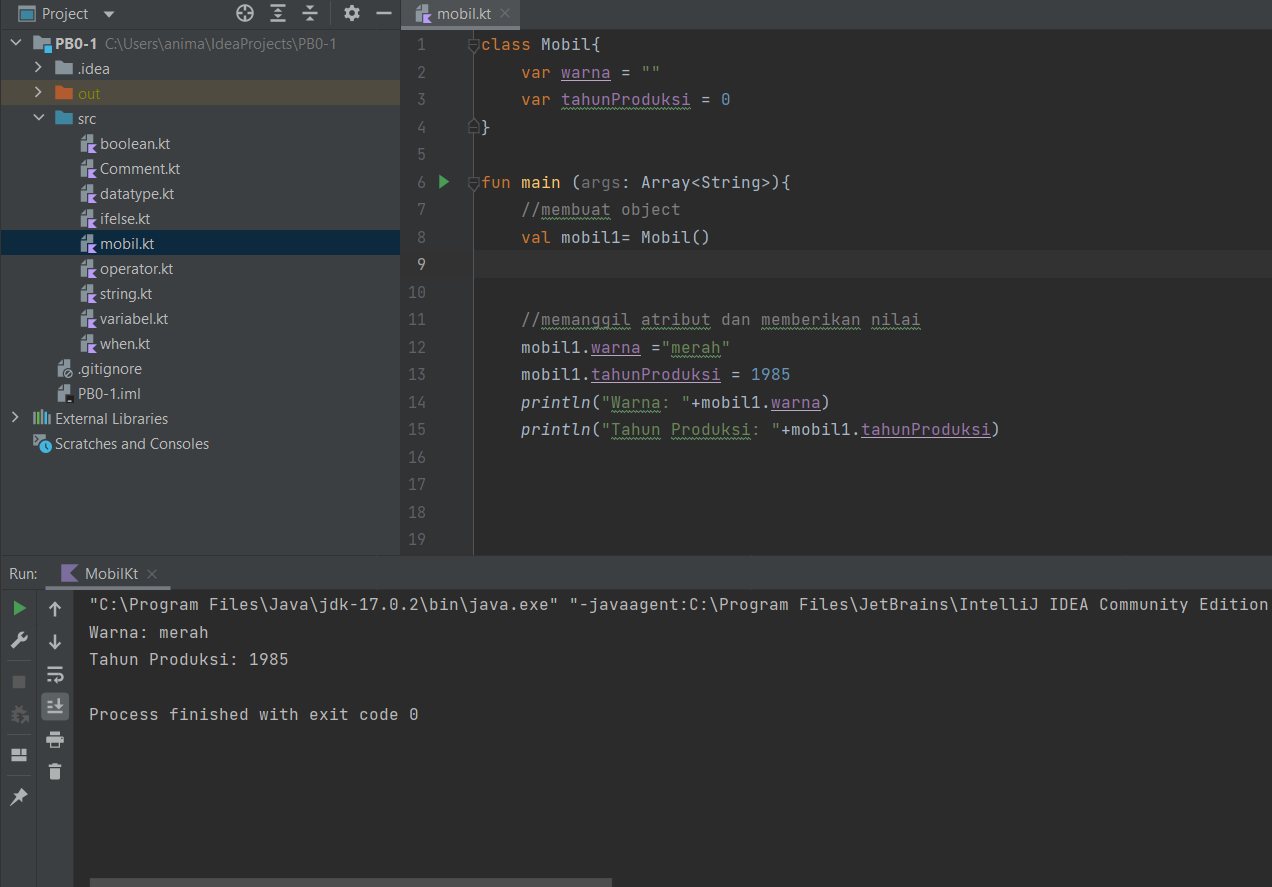 Project
PB0-1 C:\Users\anima\IdeaProjects\PB0-1
.idea
out
src
boolean.kt
Comment.kt
datatype.kt
ifelse.kt
mobil.kt
operator.kt
string.kt
variabel.kt
when.kt
.gitignore
PB0-1.iml
External Libraries
Scratches and Consoles
mobil.kt
1 class Mobil{
2 var warna = ""
3 var tahunProduksi = 0
4 }
5
6 fun main (args: Array<String>){
7 //membuat object
8 val mobil1= Mobil()
9
10
11 //memanggil atribut dan memberikan nilai
12 mobil1.warna ="merah"
13 mobil1.tahunProduksi = 1985
14 println("Warna: "+mobil1.warna)
15 println("Tahun Produksi: "+mobil1.tahunProduksi)
16
17
18
19
Run: MobilKt
"C:\Program Files\Java\jdk-17.0.2\bin\java.exe" "-javaagent:C:\Program Files\JetBrains\IntelliJ IDEA Community Edition
Warna: merah
Tahun Produksi: 1985
Process finished with exit code 0